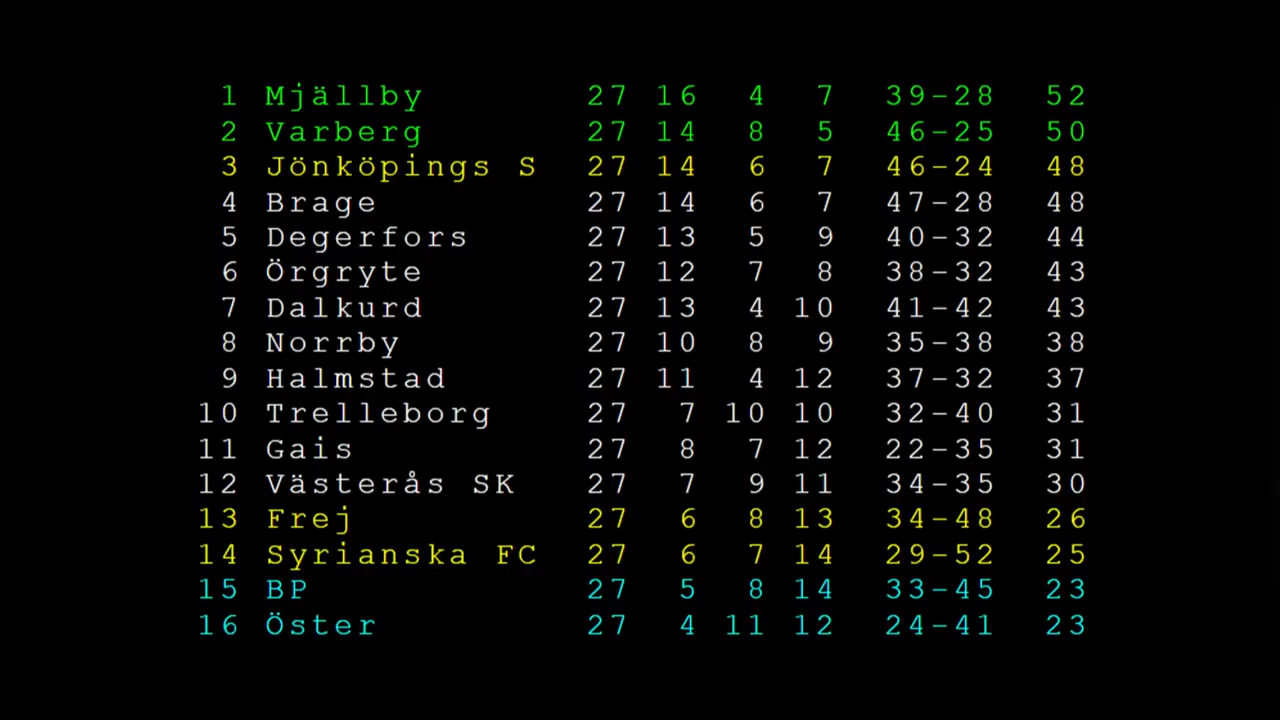 1 Mjällby 27 16 4 7 39-28 52
2 Varberg 27 14 8 5 46-25 50
3 Jönköpings S 27 14 6 7 46-24 48
4 Brage 27 14 6 7 47-28 48
5 Degerfors 27 13 5 9 40-32 44
6 Örgryte 27 12 7 8 38-32 43
7 Dalkurd 27 13 4 10 41-42 43
8 Norrby 27 10 8 9 35-38 38
9 Halmstad 27 11 4 12 37-32 37
10 Trelleborg 27 7 10 10 32-40 31
11 Gais 27 8 7 12 22-35 31
12 Västerås SK 27 7 9 11 34-35 30
13 Frej 27 6 8 13 34-48 26
14 Syrianska FC 27 6 7 14 29-52 25
15 BP 27 5 8 14 33-45 23
16 Öster 27 4 11 12 24-41 23